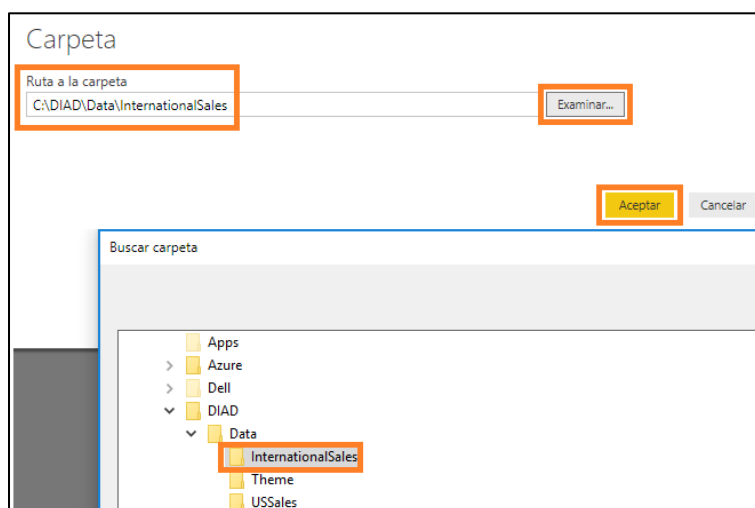 Carpeta
Ruta a la carpeta
C:\DIAD\Data\InternationalSales
Examinar...
Aceptar Cancelar
Buscar carpeta
Apps
Azure
Dell
DIAD
Data
InternationalSales
Theme
USSales